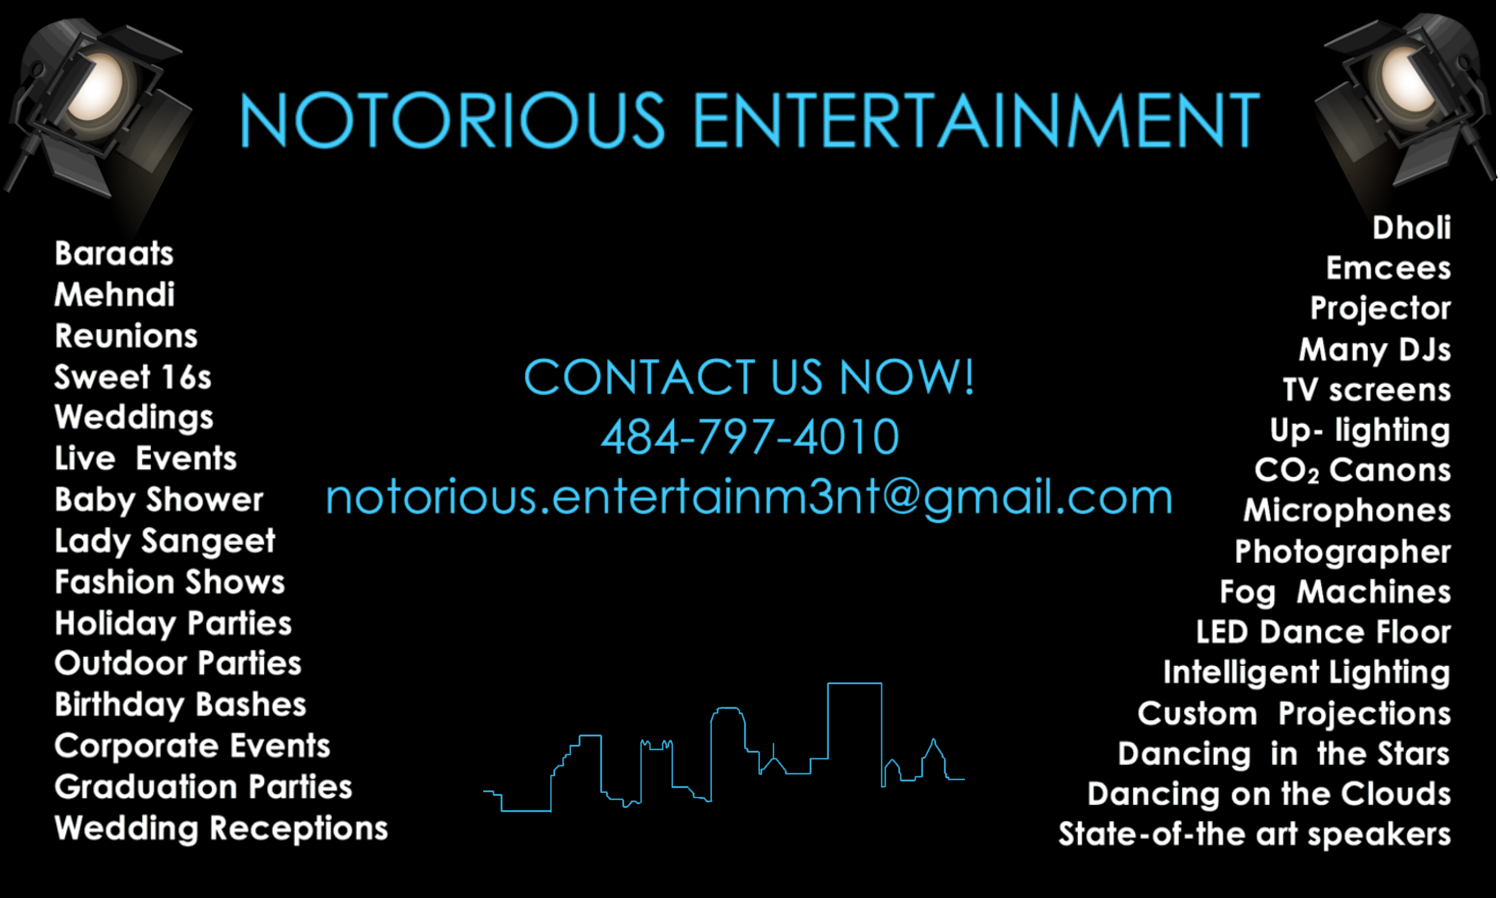 NOTORIOUS ENTERTAINMENT
Baraats
Mehndi
Reunions
Sweet 16s
Weddings
Live Events
Baby Shower
Lady Sangeet
Fashion Shows
Holiday Parties
Outdoor Parties
Birthday Bashes
Corporate Events
Graduation Parties
Wedding Receptions
CONTACT US NOW!
484-797-4010
notorious.entertainm3nt@gmail.com
Dholi
Emcees
Projector
Many DJs
TV screens
Up- lighting
CO₂ Canons
Microphones
Photographer
Fog Machines
LED Dance Floor
Intelligent Lighting
Custom Projections
Dancing in the Stars
Dancing on the Clouds
State-of-the art speakers